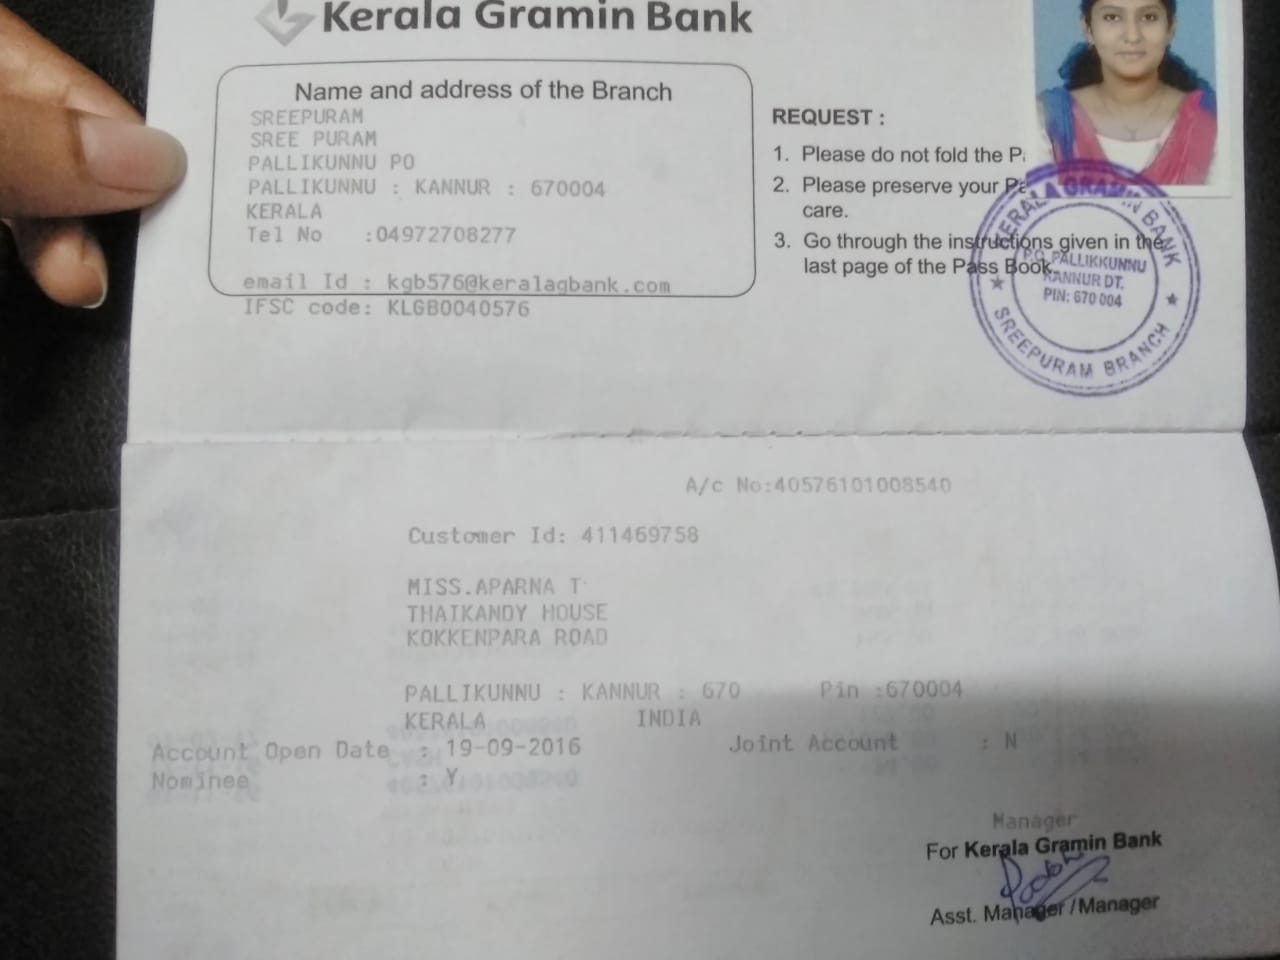 Kerala Gramin Bank
Name and address of the Branch
SREEPURAM
SREE PURAM
PALLIKUNNU PO
PALLIKUNNU : KANNUR : 670004
KERALA
Tel No :04972708277
email Id : kgb576@keralagbank.com
IFSC code: KLGB0040576
REQUEST :
1. Please do not fold the P
2. Please preserve your Pa
care.
3. Go through the instructions given in the
last page of the Pass Book.
KERALA GRAMIN BANK
P.O. PALLIKKUNNU
KANNUR DT.
PIN: 670 004
SREEPURAM BRANCH
A/c No:40576101008540
Customer Id: 411469758
MISS.APARNA T
THAIKANDY HOUSE
KOKKENPARA ROAD
PALLIKUNNU : KANNUR : 670 Pin :670004
KERALA INDIA
Account Open Date : 19-09-2016 Joint Account : N
Nominee : Y
Manager
For Kerala Gramin Bank
Asst. Manager / Manager